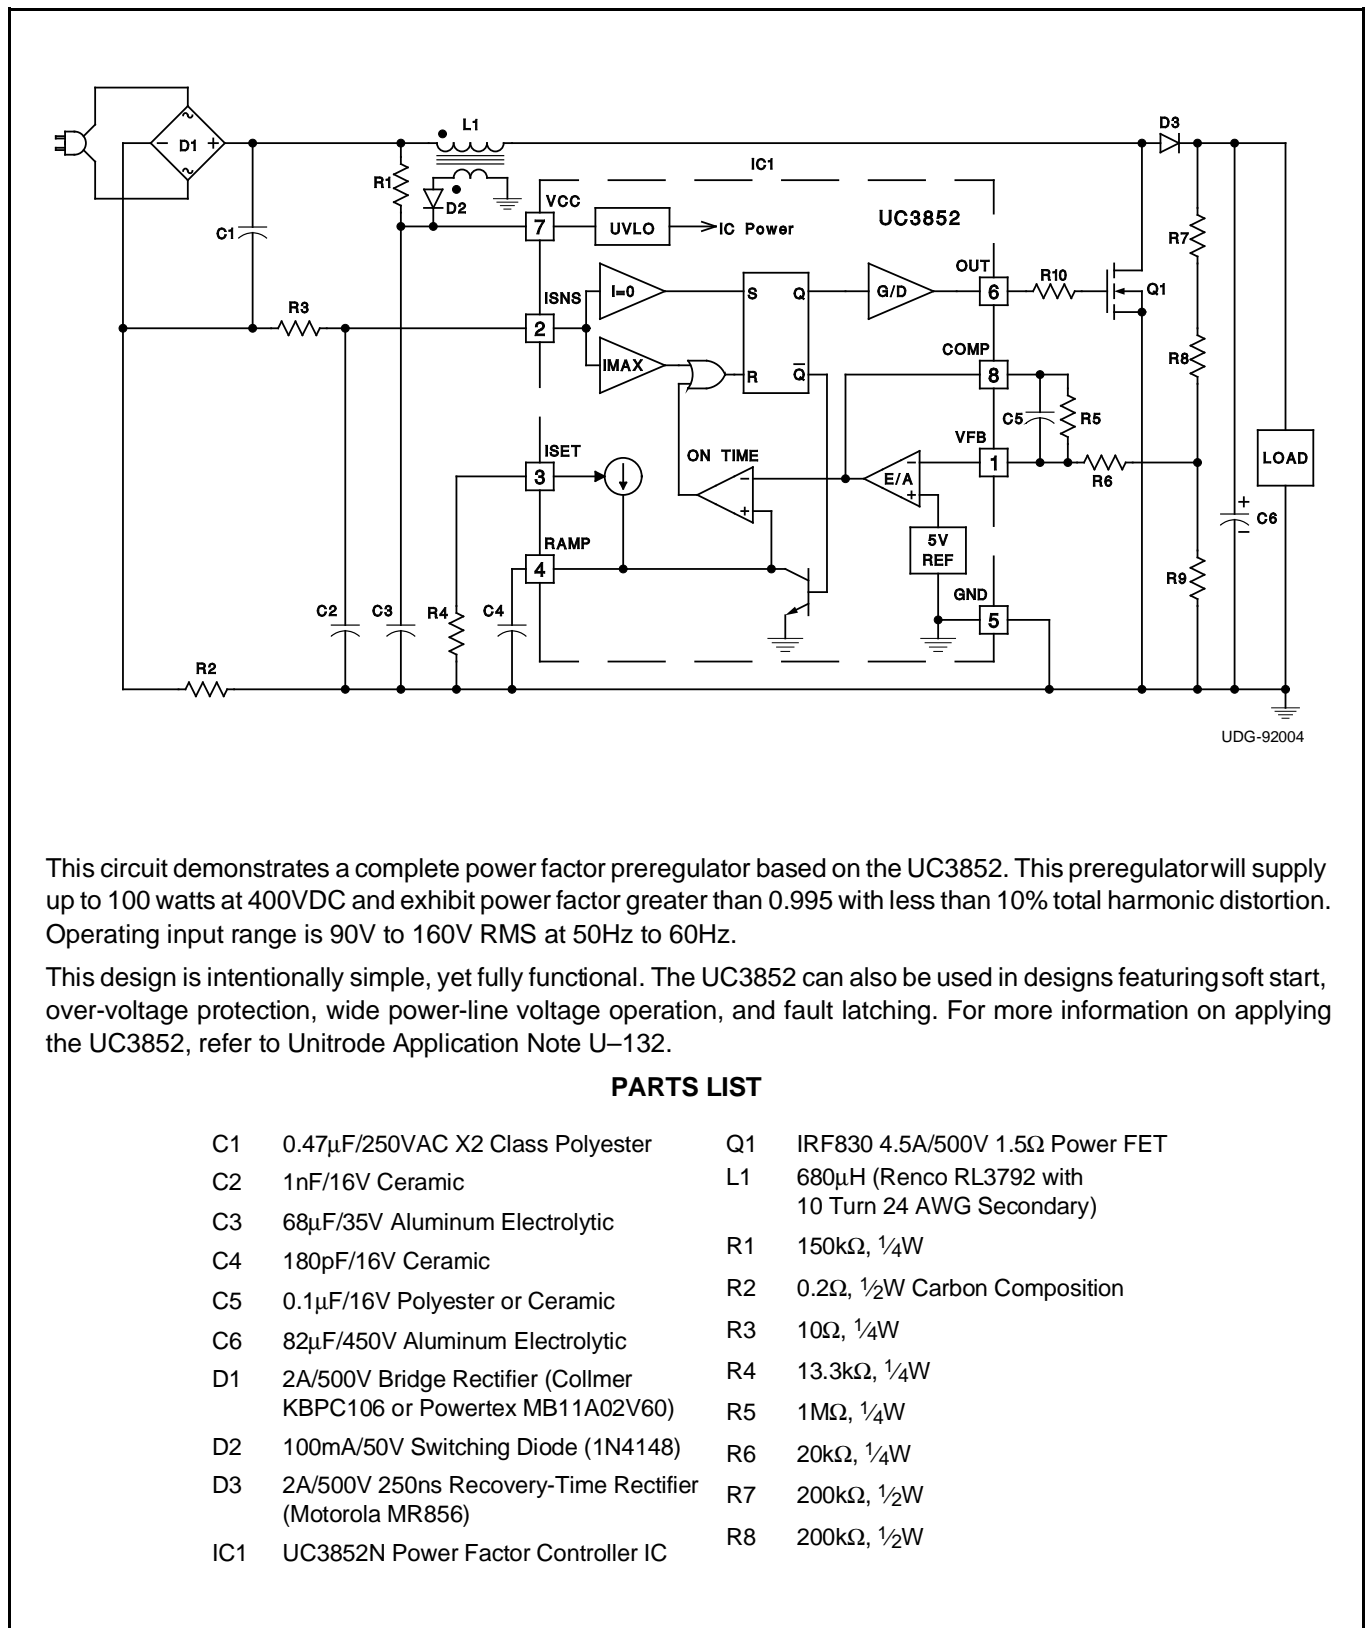 L1
D3
D1
~
~
−
+
R1
D2
IC1
VCC
7
UVLO
IC Power
UC3852
C1
R7
OUT
6
R10
Q1
G/D
ISNS
2
I=0
S
Q
R3
IMAX
R
Q̅
COMP
8
R8
C5
R5
VFB
1
R6
LOAD
ISET
3
ON TIME
−
+
E/A
−
+
5V
REF
+
−
C6
RAMP
4
GND
5
R9
C2
C3
R4
C4
R2
UDG-92004
This circuit demonstrates a complete power factor preregulator based on the UC3852. This preregulator will supply
up to 100 watts at 400VDC and exhibit power factor greater than 0.995 with less than 10% total harmonic distortion.
Operating input range is 90V to 160V RMS at 50Hz to 60Hz.
This design is intentionally simple, yet fully functional. The UC3852 can also be used in designs featuring soft start,
over-voltage protection, wide power-line voltage operation, and fault latching. For more information on applying
the UC3852, refer to Unitrode Application Note U–132.
PARTS LIST
C1 0.47µF/250VAC X2 Class Polyester
C2 1nF/16V Ceramic
C3 68µF/35V Aluminum Electrolytic
C4 180pF/16V Ceramic
C5 0.1µF/16V Polyester or Ceramic
C6 82µF/450V Aluminum Electrolytic
D1 2A/500V Bridge Rectifier (Collmer
KBPC106 or Powertex MB11A02V60)
D2 100mA/50V Switching Diode (1N4148)
D3 2A/500V 250ns Recovery-Time Rectifier
(Motorola MR856)
IC1 UC3852N Power Factor Controller IC
Q1 IRF830 4.5A/500V 1.5Ω Power FET
L1 680µH (Renco RL3792 with
10 Turn 24 AWG Secondary)
R1 150kΩ, ¼W
R2 0.2Ω, ½W Carbon Composition
R3 10Ω, ¼W
R4 13.3kΩ, ¼W
R5 1MΩ, ¼W
R6 20kΩ, ¼W
R7 200kΩ, ½W
R8 200kΩ, ½W